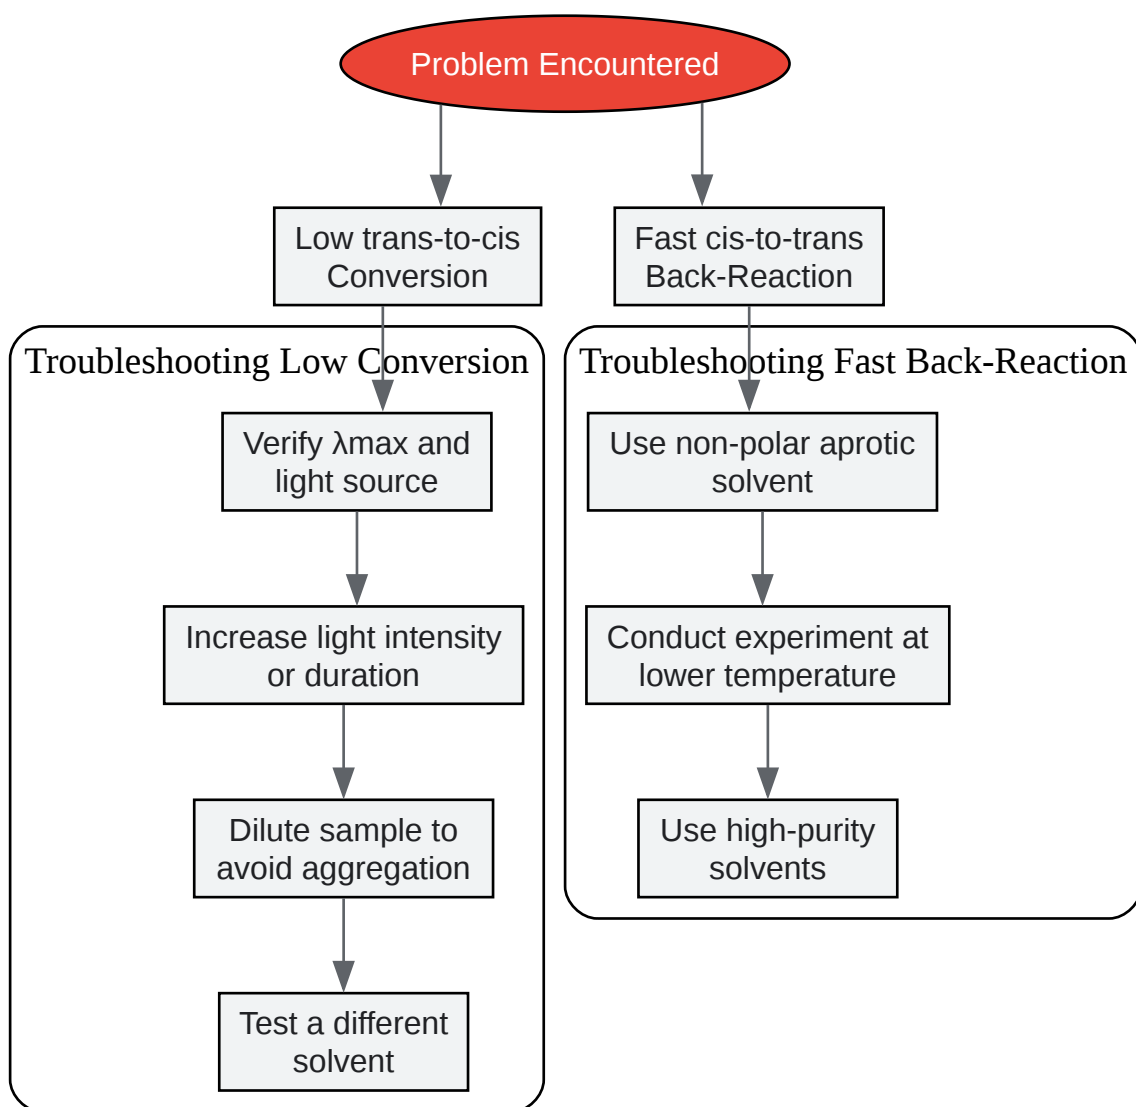 Problem Encountered
Low trans-to-cis
Conversion
Fast cis-to-trans
Back-Reaction
Troubleshooting Low Conversion
Verify λmax and
light source
Increase light intensity
or duration
Dilute sample to
avoid aggregation
Test a different
solvent
Troubleshooting Fast Back-Reaction
Use non-polar aprotic
solvent
Conduct experiment at
lower temperature
Use high-purity
solvents